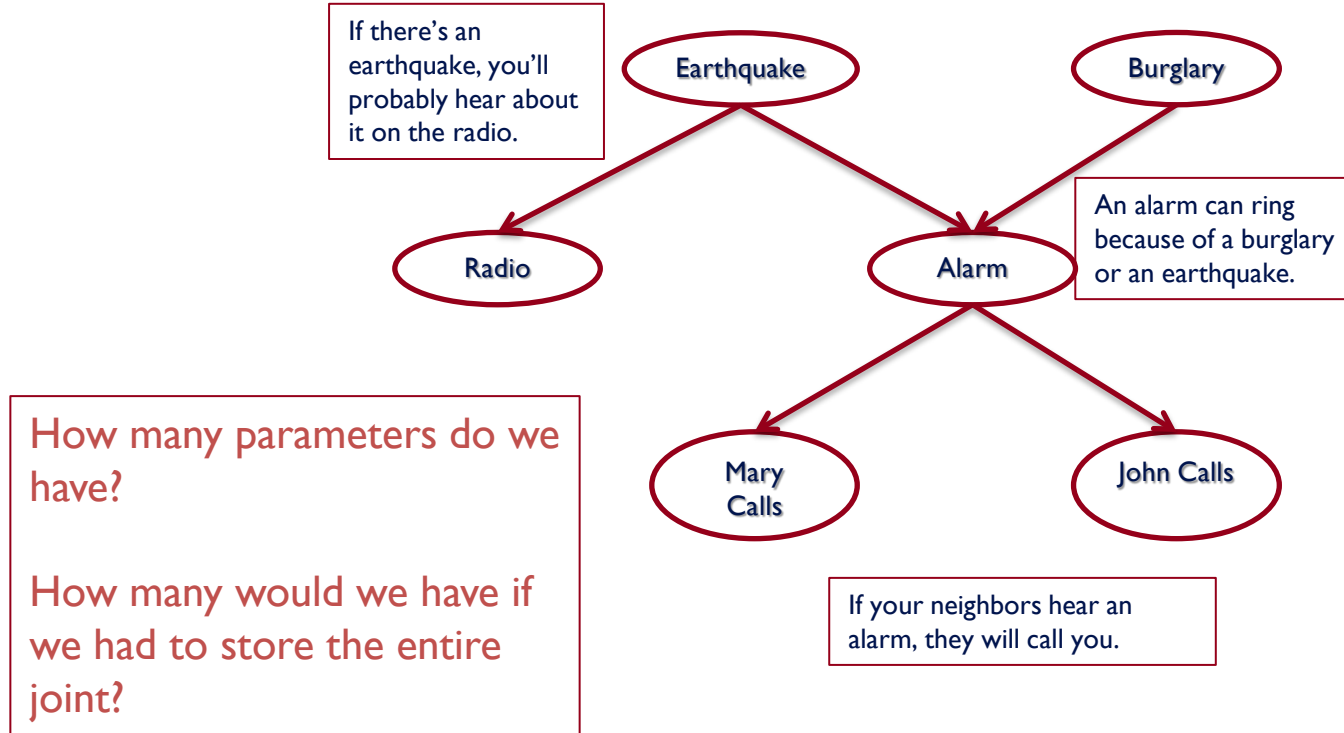 If there's an
earthquake, you'll
probably hear about
it on the radio.
Earthquake
Burglary
An alarm can ring
because of a burglary
or an earthquake.
Radio
Alarm
How many parameters do we
have?
How many would we have if
we had to store the entire
joint?
Mary
Calls
John Calls
If your neighbors hear an
alarm, they will call you.